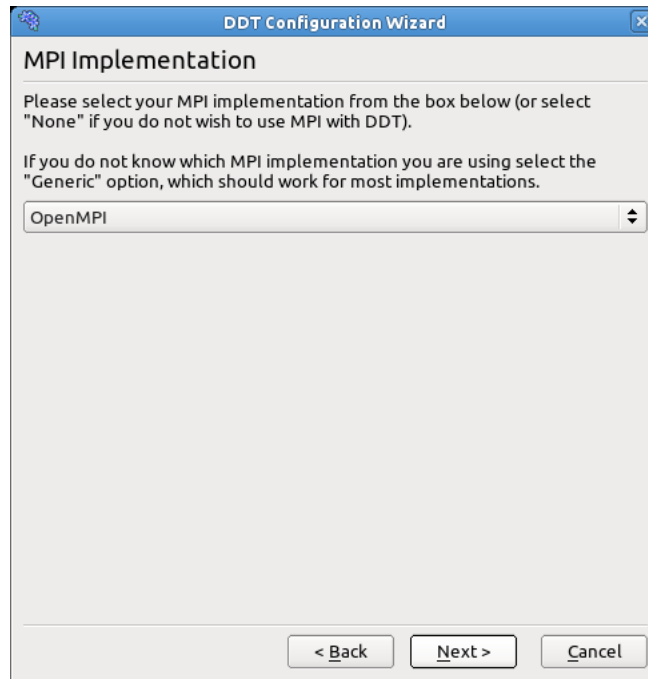 DDT Configuration Wizard
MPI Implementation
Please select your MPI implementation from the box below (or select
"None" if you do not wish to use MPI with DDT).
If you do not know which MPI implementation you are using select the
"Generic" option, which should work for most implementations.
OpenMPI
< Back
Next >
Cancel